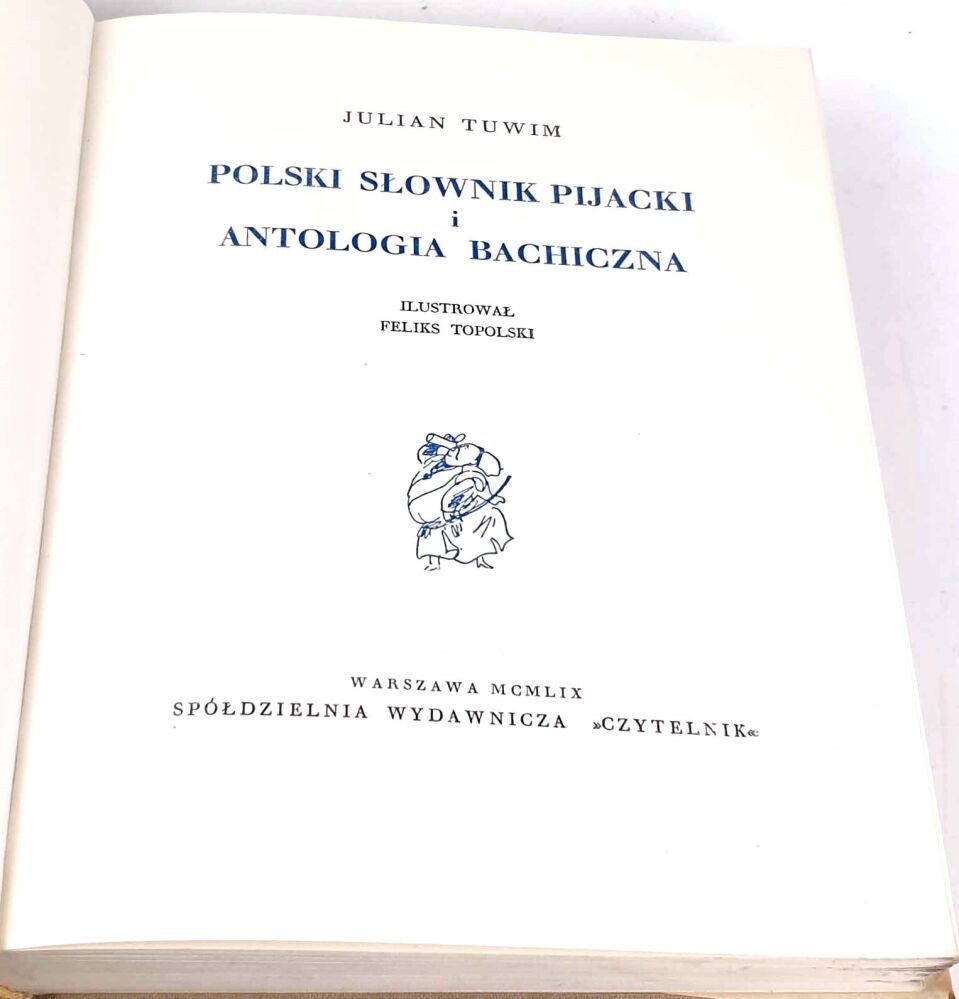 JULIAN TUWIM
POLSKI SŁOWNIK PIJACKI
i
ANTOLOGIA BACHICZNA
ILUSTROWAŁ
FELIKS TOPOLSKI
WARSZAWA MCMLIX
SPÓŁDZIELNIA WYDAWNICZA »CZYTELNIK«